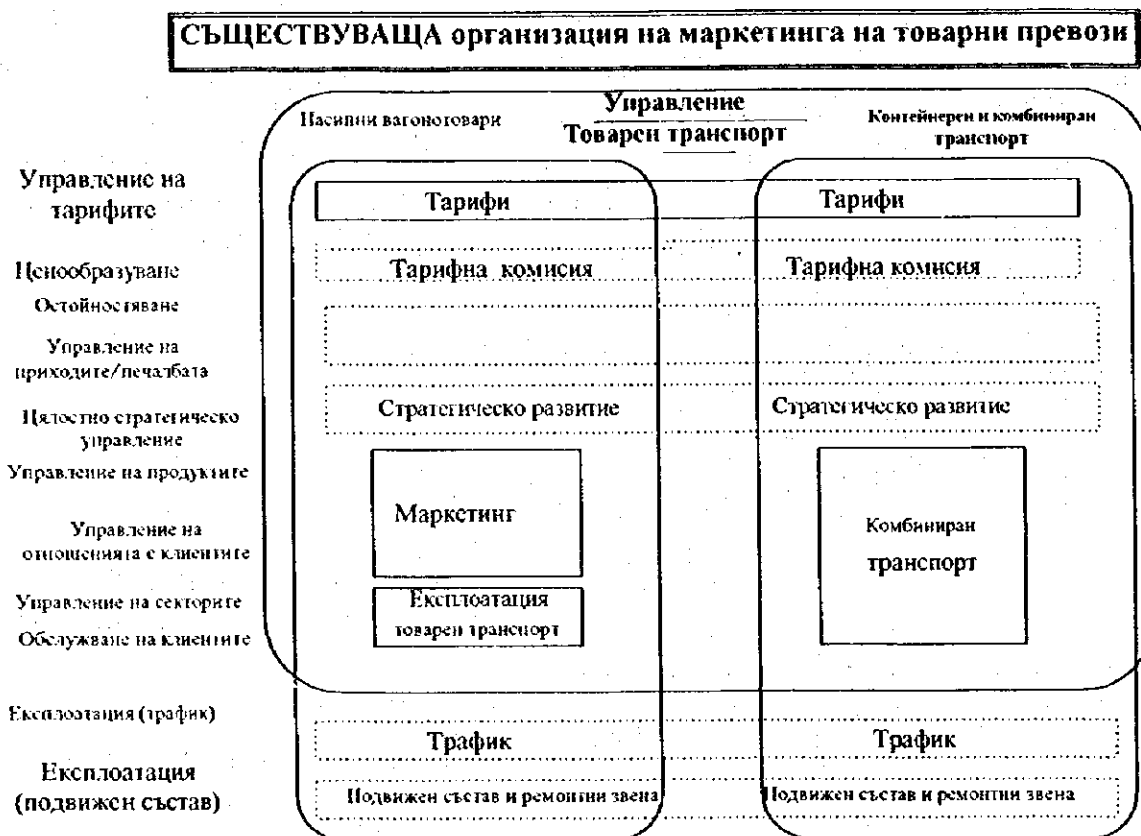 СЪЩЕСТВУВАЩА организация на маркетинга на товарни превози
Управление
Товарен транспорт
Насипни вагонотовари
Контейнерен и комбиниран
транспорт
Управление на
тарифите
Тарифи
Тарифи
Ценообразуване
Тарифна комисия
Тарифна комисия
Остойностяване
Управление на
приходите/печалбата
Цялостно стратегическо
управление
Стратегическо развитие
Стратегическо развитие
Управление на продуктите
Маркетинг
Управление на
отношенията с клиентите
Комбиниран
транспорт
Управление на секторите
Експлоатация
товарен транспорт
Обслужване на клиентите
Експлоатация (трафик)
Трафик
Трафик
Експлоатация
(подвижен състав)
Подвижен състав и ремонтни звена
Подвижен състав и ремонтни звена